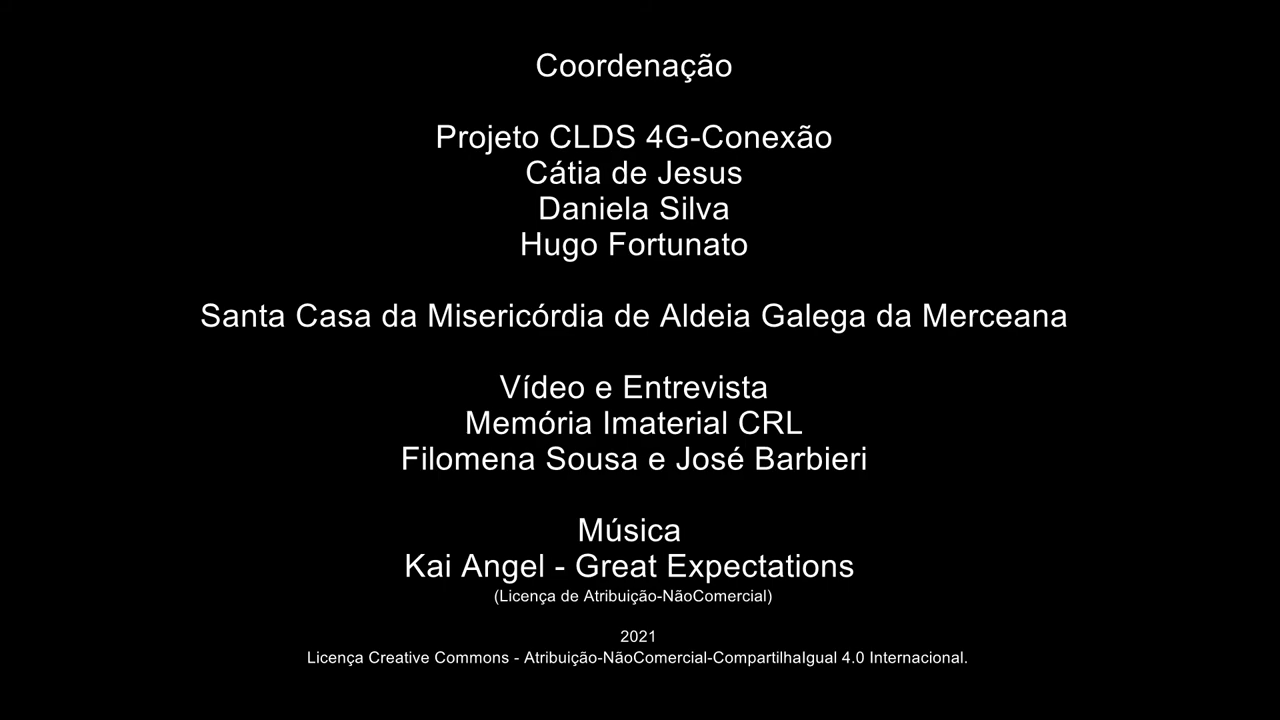 Coordenação
Projeto CLDS 4G-Conexão
Cátia de Jesus
Daniela Silva
Hugo Fortunato
Santa Casa da Misericórdia de Aldeia Galega da Merceana
Vídeo e Entrevista
Memória Imaterial CRL
Filomena Sousa e José Barbieri
Música
Kai Angel - Great Expectations
(Licença de Atribuição-NãoComercial)
2021
Licença Creative Commons - Atribuição-NãoComercial-CompartilhaIgual 4.0 Internacional.